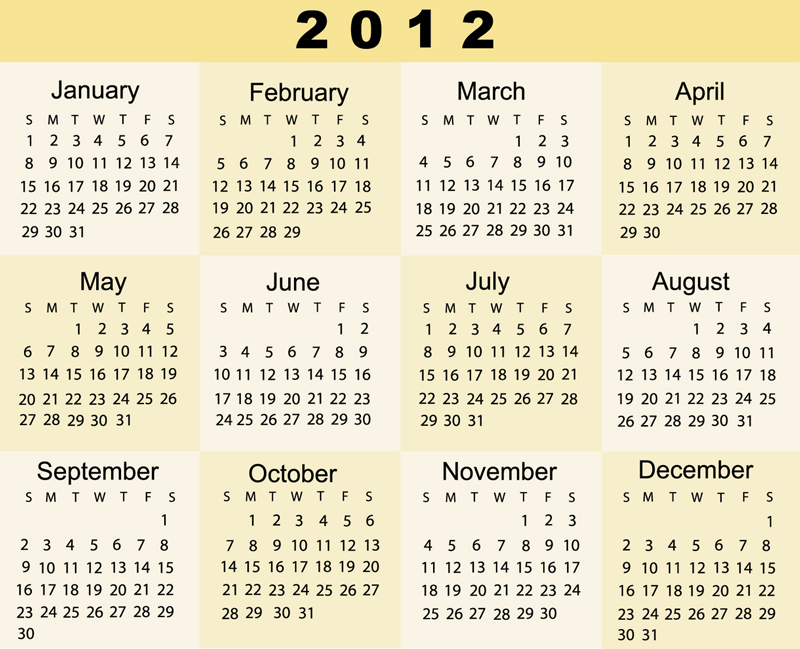 2012
January
S M T W T F S
1 2 3 4 5 6 7
8 9 10 11 12 13 14
15 16 17 18 19 20 21
22 23 24 25 26 27 28
29 30 31
February
S M T W T F S
1 2 3 4
5 6 7 8 9 10 11
12 13 14 15 16 17 18
19 20 21 22 23 24 25
26 27 28 29
March
S M T W T F S
1 2 3
4 5 6 7 8 9 10
11 12 13 14 15 16 17
18 19 20 21 22 23 24
25 26 27 28 29 30 31
April
S M T W T F S
1 2 3 4 5 6 7
8 9 10 11 12 13 14
15 16 17 18 19 20 21
22 23 24 25 26 27 28
29 30
May
S M T W T F S
1 2 3 4 5
6 7 8 9 10 11 12
13 14 15 16 17 18 19
20 21 22 23 24 25 26
27 28 29 30 31
June
S M T W T F S
1 2
3 4 5 6 7 8 9
10 11 12 13 14 15 16
17 18 19 20 21 22 23
24 25 26 27 28 29 30
July
S M T W T F S
1 2 3 4 5 6 7
8 9 10 11 12 13 14
15 16 17 18 19 20 21
22 23 24 25 26 27 28
29 30 31
August
S M T W T F S
1 2 3 4
5 6 7 8 9 10 11
12 13 14 15 16 17 18
19 20 21 22 23 24 25
26 27 28 29 30 31
September
S M T W T F S
1
2 3 4 5 6 7 8
9 10 11 12 13 14 15
16 17 18 19 20 21 22
23 24 25 26 27 28 29
30
October
S M T W T F S
1 2 3 4 5 6
7 8 9 10 11 12 13
14 15 16 17 18 19 20
21 22 23 24 25 26 27
28 29 30 31
November
S M T W T F S
1 2 3
4 5 6 7 8 9 10
11 12 13 14 15 16 17
18 19 20 21 22 23 24
25 26 27 28 29 30
December
S M T W T F S
1
2 3 4 5 6 7 8
9 10 11 12 13 14 15
16 17 18 19 20 21 22
23 24 25 26 27 28 29
30 31